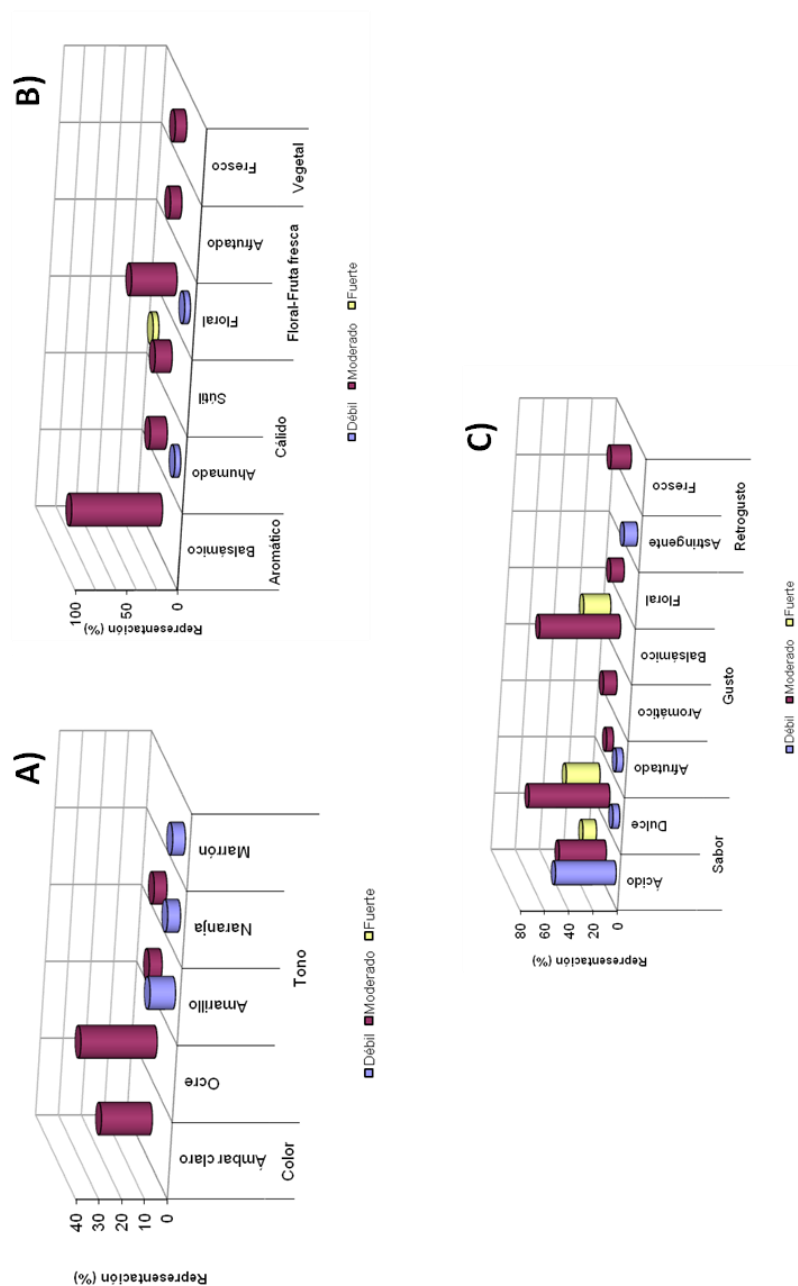 A)
Representación (%)
40
30
20
10
0
Ámbar claro
Ocre
Amarillo
Naranja
Marrón
Color
Tono
Débil Moderado Fuerte
B)
Representación (%)
100
50
0
Balsámico
Ahumado
Sútil
Floral
Afrutado
Fresco
Aromático
Cálido
Floral-Fruta fresca
Vegetal
Débil Moderado Fuerte
C)
Representación (%)
80
60
40
20
0
Ácido
Dulce
Afrutado
Aromático
Balsámico
Floral
Astringente
Fresco
Sabor
Gusto
Retrogusto
Débil Moderado Fuerte